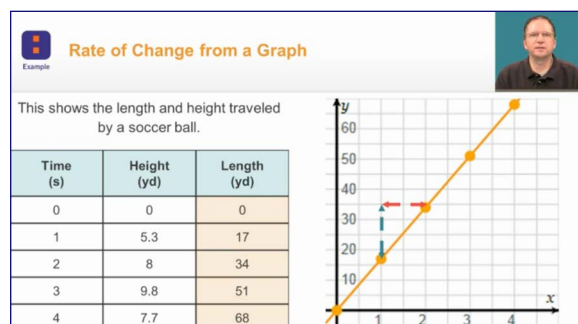 Example
Rate of Change from a Graph
This shows the length and height traveled
by a soccer ball.
Time (s) Height (yd) Length (yd)
0 0 0
1 5.3 17
2 8 34
3 9.8 51
4 7.7 68
y
60
50
40
30
20
10
x
1 2 3 4